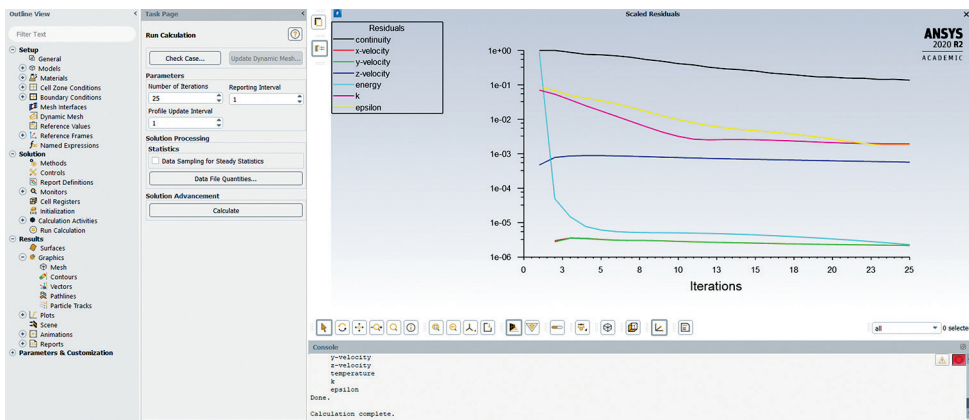 Outline View
Filter Text
Setup
General
Models
Materials
Cell Zone Conditions
Boundary Conditions
Mesh Interfaces
Dynamic Mesh
Reference Values
Reference Frames
Named Expressions
Solution
Methods
Controls
Report Definitions
Monitors
Cell Registers
Initialization
Calculation Activities
Run Calculation
Results
Surfaces
Graphics
Mesh
Contours
Vectors
Pathlines
Particle Tracks
Plots
Scene
Animations
Reports
Parameters & Customization
Task Page
Run Calculation
Check Case... Update Dynamic Mesh...
Parameters
Number of Iterations Reporting Interval
25 1
Profile Update Interval
1
Solution Processing
Statistics
Data Sampling for Steady Statistics
Data File Quantities...
Solution Advancement
Calculate
Scaled Residuals
Residuals
continuity
x-velocity
y-velocity
z-velocity
energy
k
epsilon
ANSYS
2020 R2
ACADEMIC
1e+00
1e-01
1e-02
1e-03
1e-04
1e-05
1e-06
0 3 5 8 10 13 15 18 20 23 25
Iterations
all 0 selecte
Console
y-velocity
z-velocity
temperature
k
epsilon
Done.
Calculation complete.